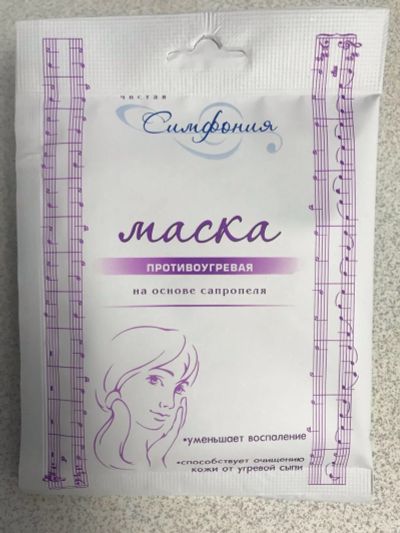 чистая
Симфония
маска
ПРОТИВОУГРЕВАЯ
на основе сапропеля
•уменьшает воспаление
•способствует очищению
кожи от угревой сыпи